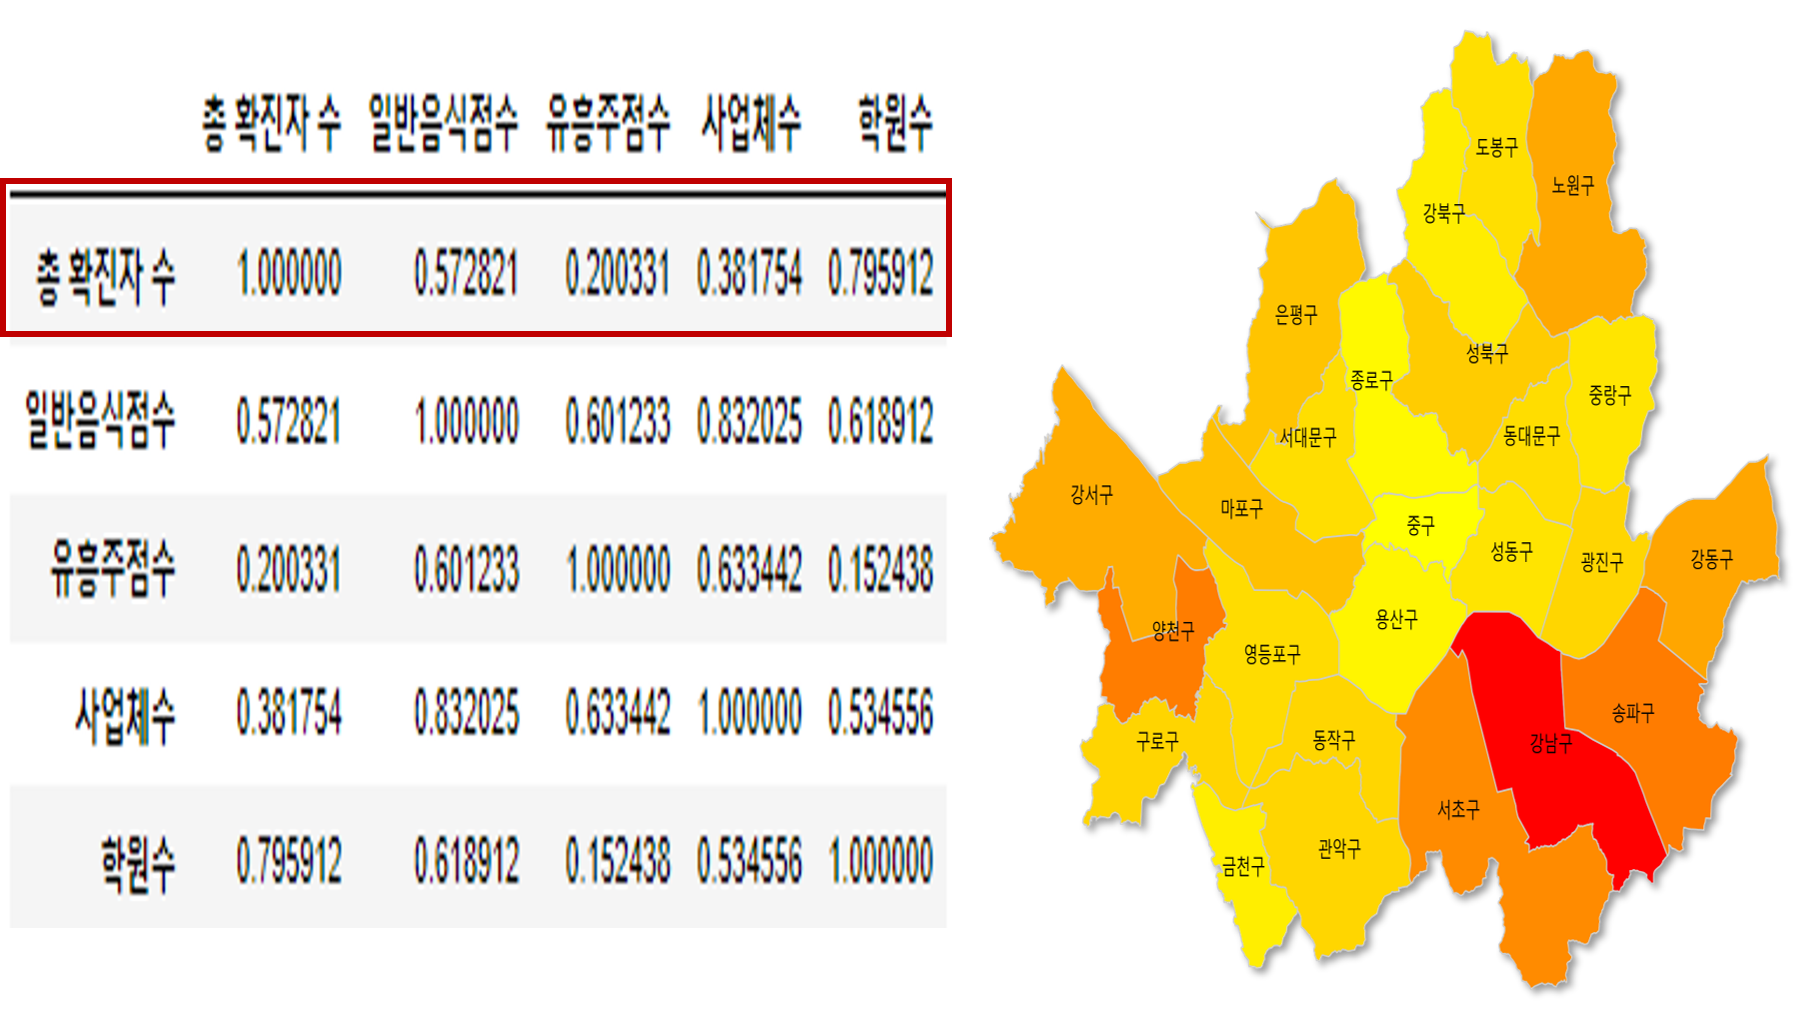 총 확진자 수 일반음식점수 유흥주점수 사업체수 학원수
총 확진자 수 1.000000 0.572821 0.200331 0.381754 0.795912
일반음식점수 0.572821 1.000000 0.601233 0.832025 0.618912
유흥주점수 0.200331 0.601233 1.000000 0.633442 0.152438
사업체수 0.381754 0.832025 0.633442 1.000000 0.534556
학원수 0.795912 0.618912 0.152438 0.534556 1.000000
도봉구
노원구
강북구
은평구
성북구
종로구
중랑구
서대문구
동대문구
강서구
마포구
중구
성동구
광진구
강동구
용산구
양천구
영등포구
송파구
구로구
동작구
강남구
서초구
관악구
금천구